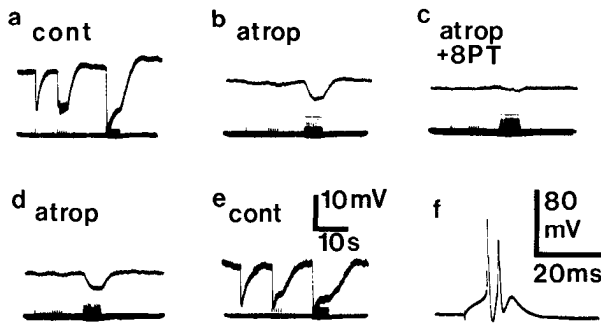 a cont
b atrop
c atrop
+8PT
d atrop
e cont
10mV
10s
f
80
mV
20ms